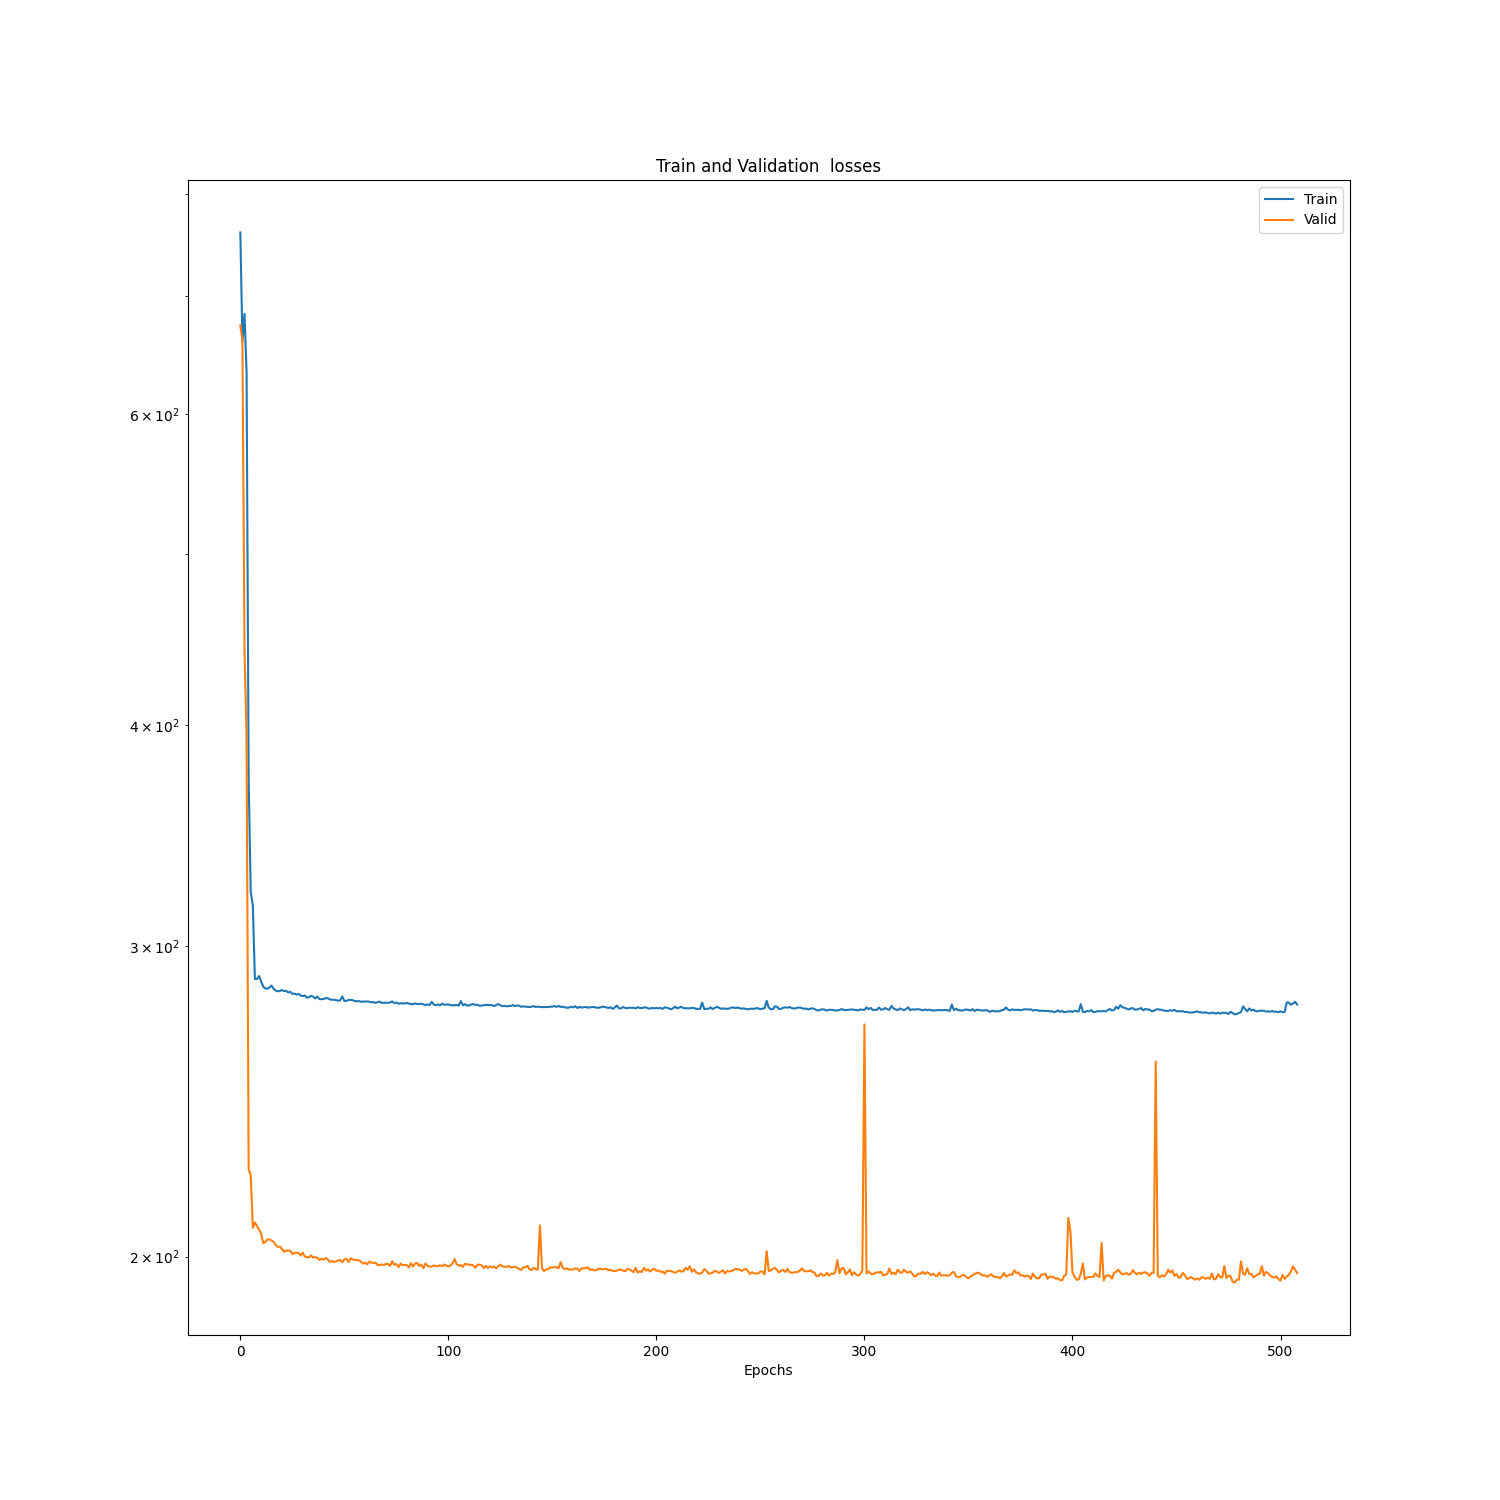 Train and Validation  losses
Train
Valid
6 × 10²
4 × 10²
3 × 10²
2 × 10²
0 100 200 300 400 500
Epochs